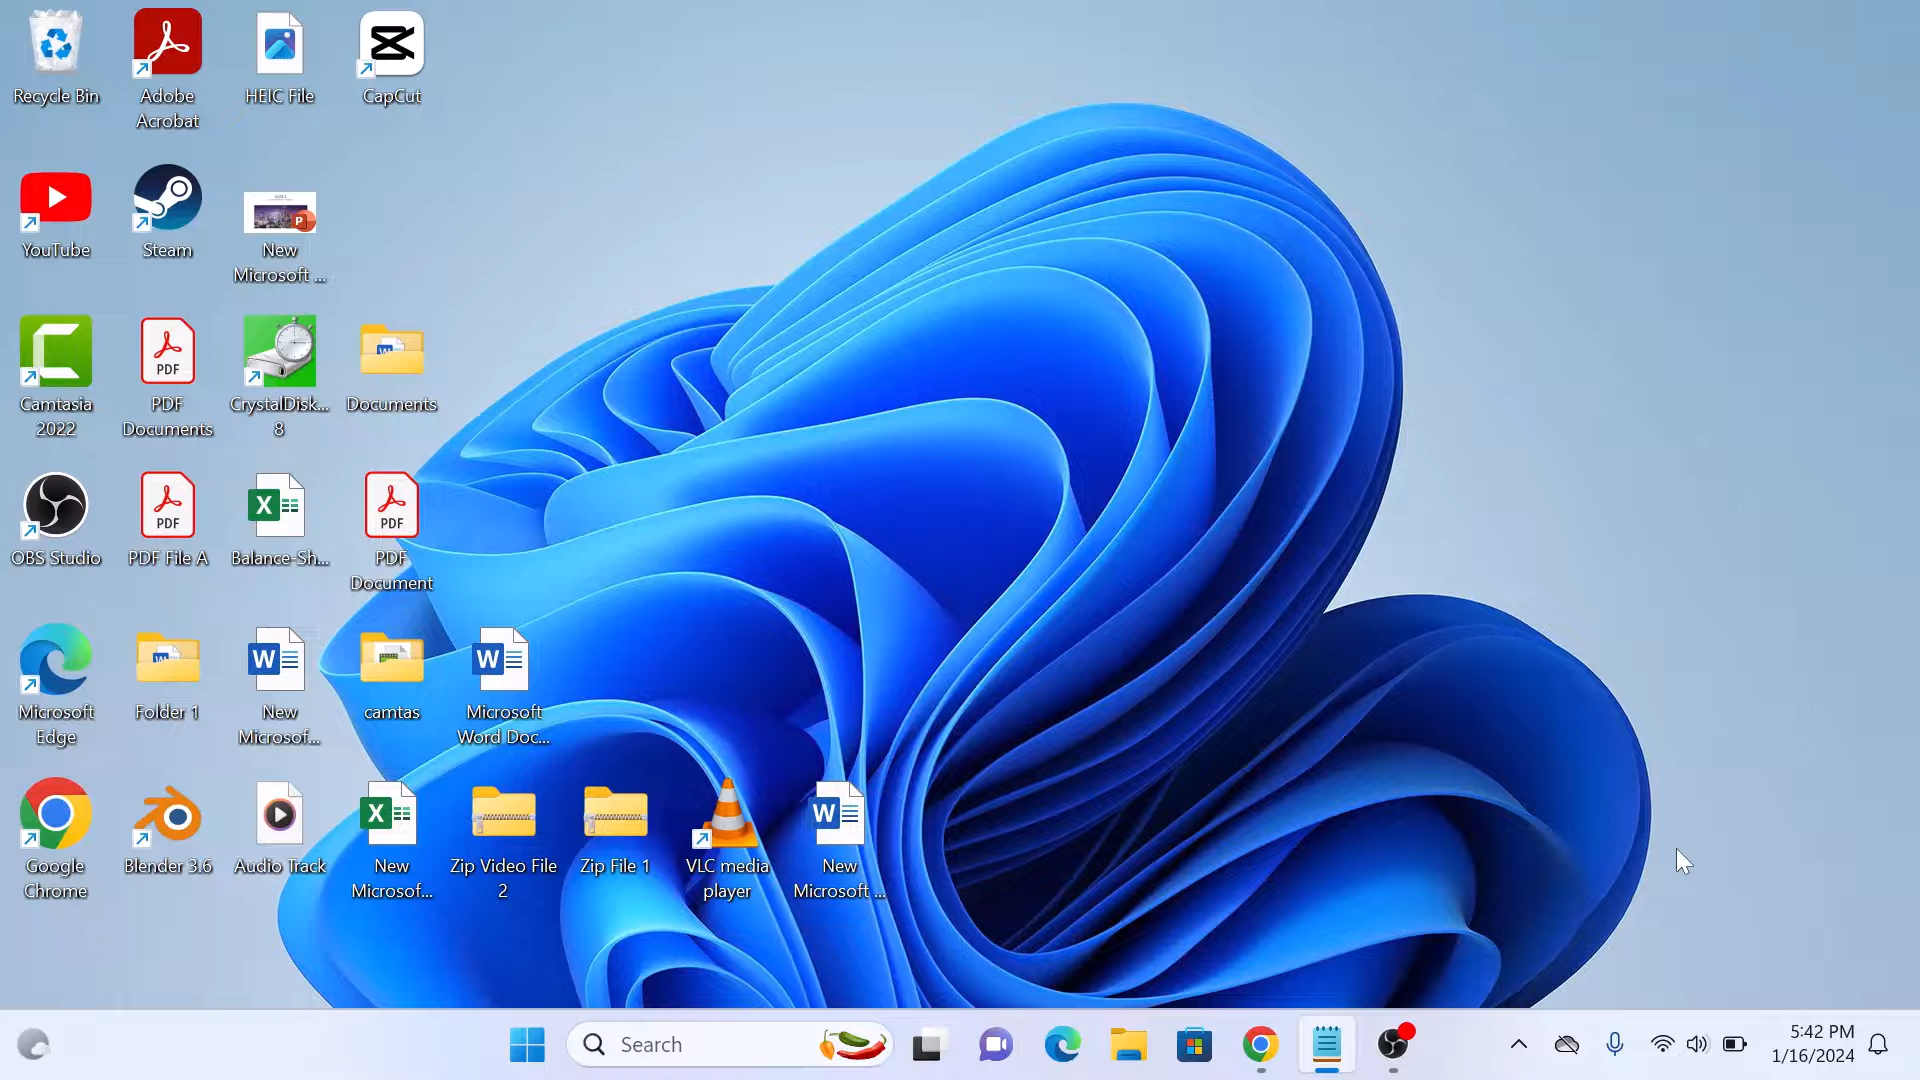 Recycle Bin
Adobe
Acrobat
HEIC File
CapCut
YouTube
Steam
New
Microsoft ...
Camtasia
2022
PDF
PDF
Documents
CrystalDisk...
8
Documents
OBS Studio
PDF
PDF File A
Balance-Sh...
PDF
PDF
Document
Microsoft
Edge
Folder 1
New
Microsof...
camtas
Microsoft
Word Doc...
Google
Chrome
Blender 3.6
Audio Track
New
Microsof...
Zip Video File
2
Zip File 1
VLC media
player
New
Microsoft ...
Search
5:42 PM
1/16/2024